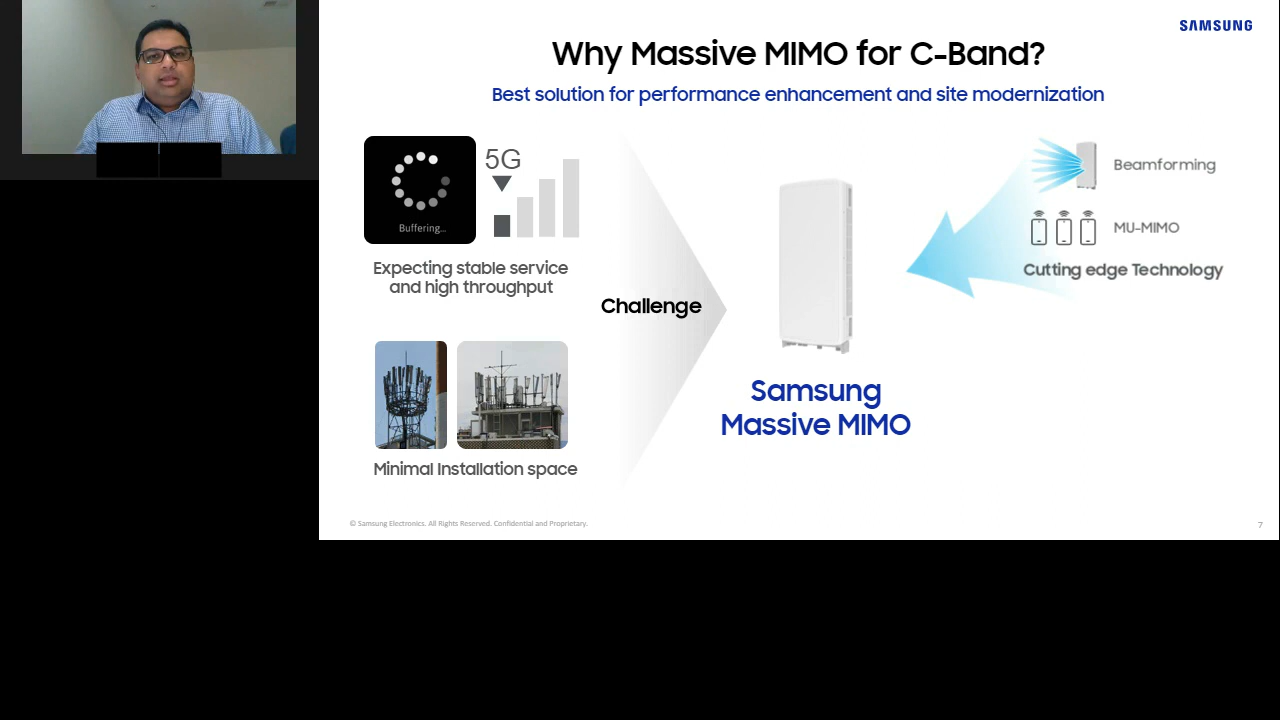 SAMSUNG
Why Massive MIMO for C-Band?
Best solution for performance enhancement and site modernization
5G
Buffering...
Expecting stable service
and high throughput
Challenge
Minimal Installation space
Samsung
Massive MIMO
Beamforming
MU-MIMO
Cutting edge Technology
© Samsung Electronics. All Rights Reserved. Confidential and Proprietary.
7